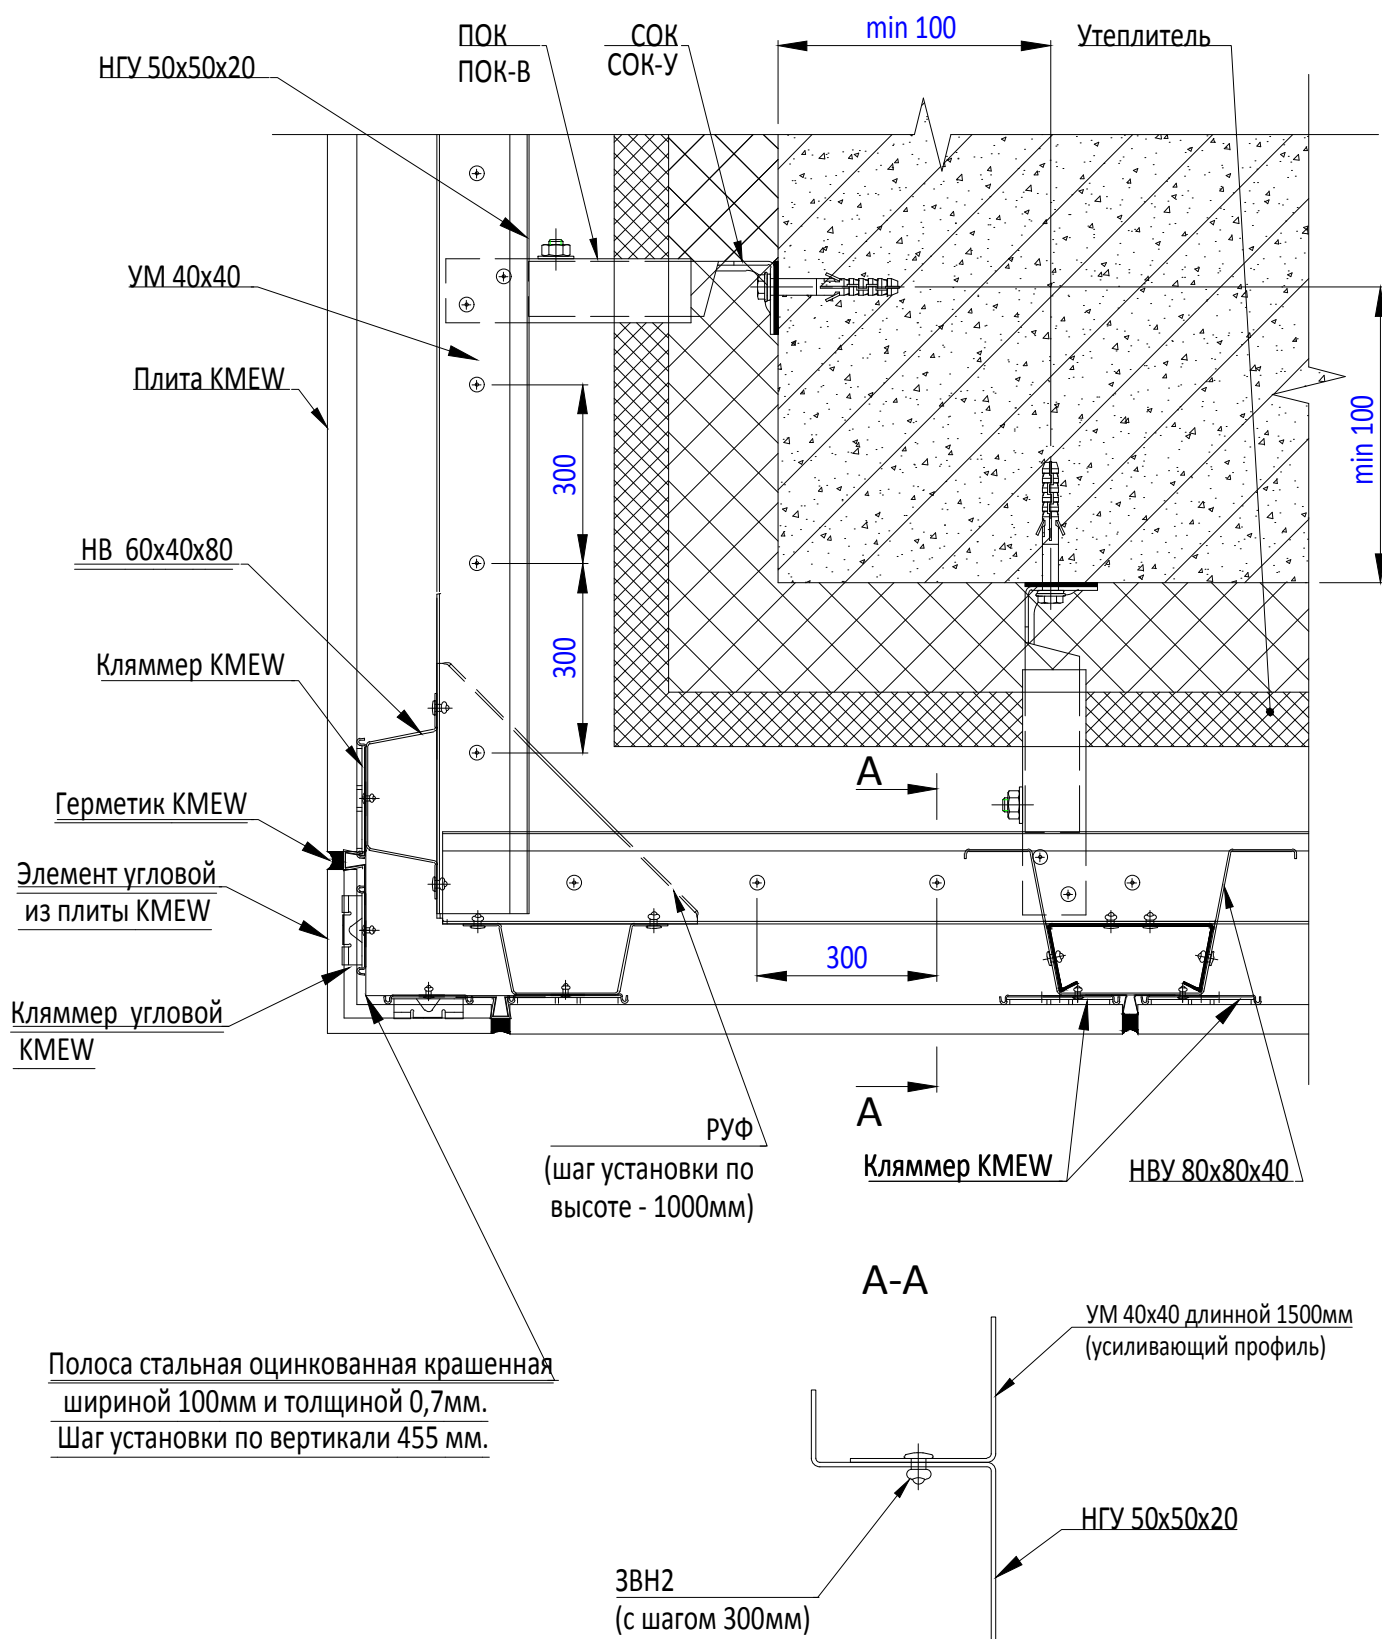 min 100
ПОК
ПОК-В
СОК
СОК-У
Утеплитель
НГУ 50х50х20
УМ 40х40
Плита KMEW
min 100
300
НВ 60х40х80
300
Кляммер KMEW
А
Герметик KMEW
Элемент угловой
из плиты KMEW
300
Кляммер угловой
KMEW
А
РУФ
(шаг установки по
высоте - 1000мм)
Кляммер KMEW
НВУ 80х80х40
А-А
УМ 40х40 длинной 1500мм
(усиливающий профиль)
Полоса стальная оцинкованная крашенная
шириной 100мм и толщиной 0,7мм.
Шаг установки по вертикали 455 мм.
НГУ 50х50х20
ЗВН2
(с шагом 300мм)